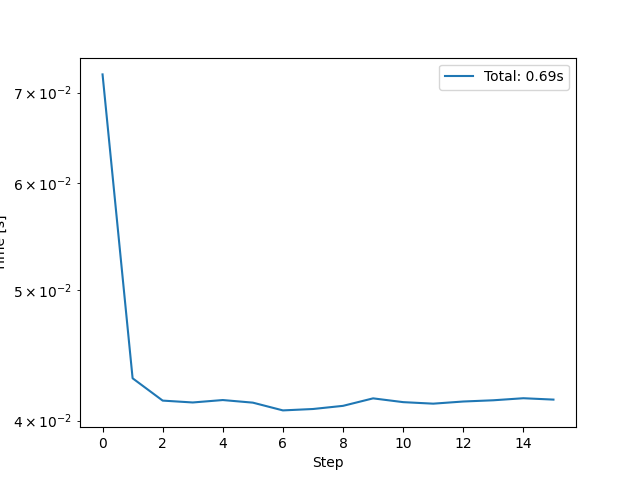 Total: 0.69s
7 × 10⁻²
6 × 10⁻²
5 × 10⁻²
4 × 10⁻²
[s]
0 2 4 6 8 10 12 14
Step